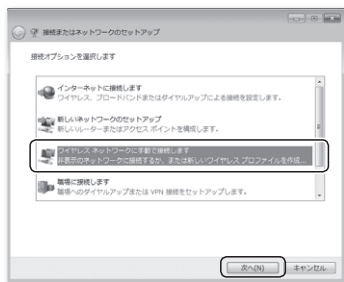 接続またはネットワークのセットアップ
接続オプションを選択します
インターネットに接続します
ワイヤレス、ブロードバンドまたはダイヤルアップによる接続を設定します。
新しいネットワークのセットアップ
新しいルーターまたはアクセス ポイントを構成します。
ワイヤレス ネットワークに手動で接続します
非表示のネットワークに接続するか、または新しいワイヤレス プロファイルを作成...
職場に接続します
職場へのダイヤルアップまたは VPN 接続をセットアップします。
次へ(N)
キャンセル